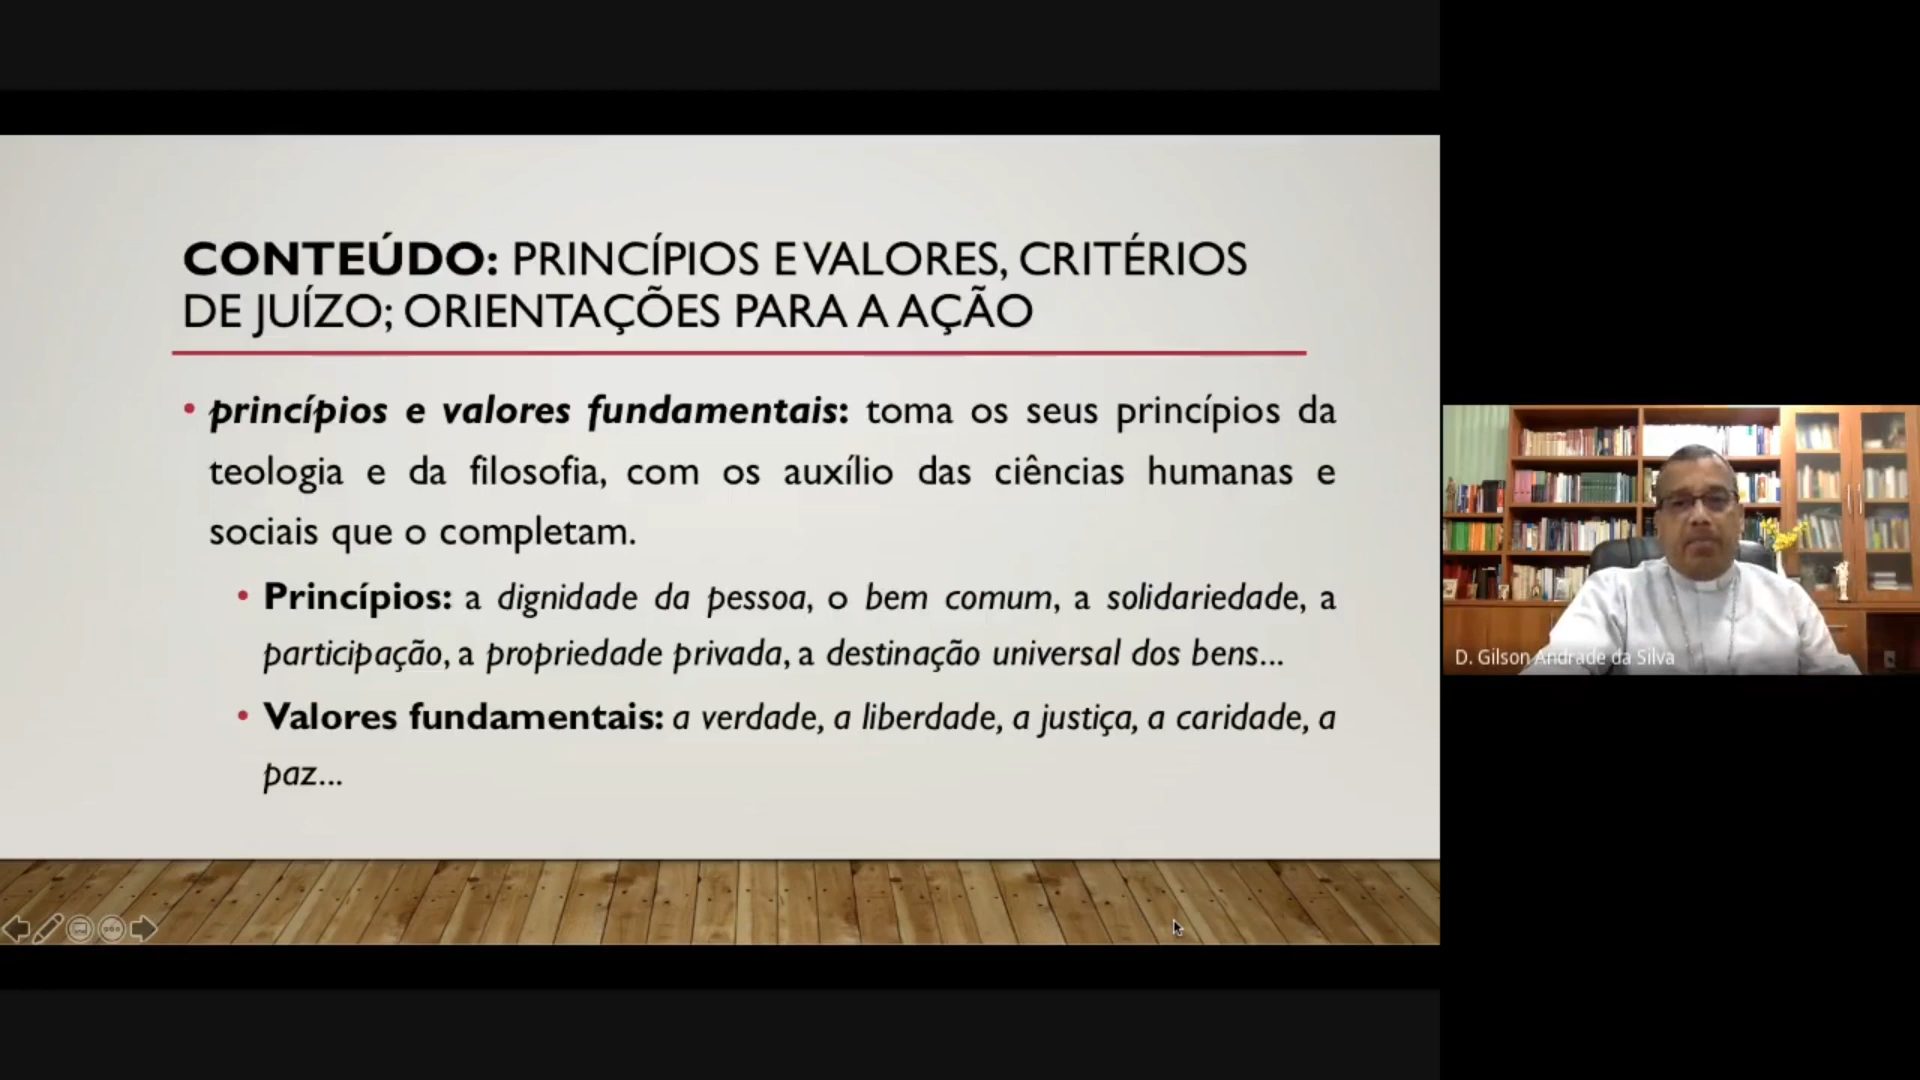 CONTEÚDO: PRINCÍPIOS E VALORES, CRITÉRIOS
DE JUÍZO; ORIENTAÇÕES PARA A AÇÃO
• princípios e valores fundamentais: toma os seus princípios da
teologia e da filosofia, com os auxílio das ciências humanas e
sociais que o completam.
• Princípios: a dignidade da pessoa, o bem comum, a solidariedade, a
participação, a propriedade privada, a destinação universal dos bens...
• Valores fundamentais: a verdade, a liberdade, a justiça, a caridade, a
paz...
D. Gilson Andrade da Silva